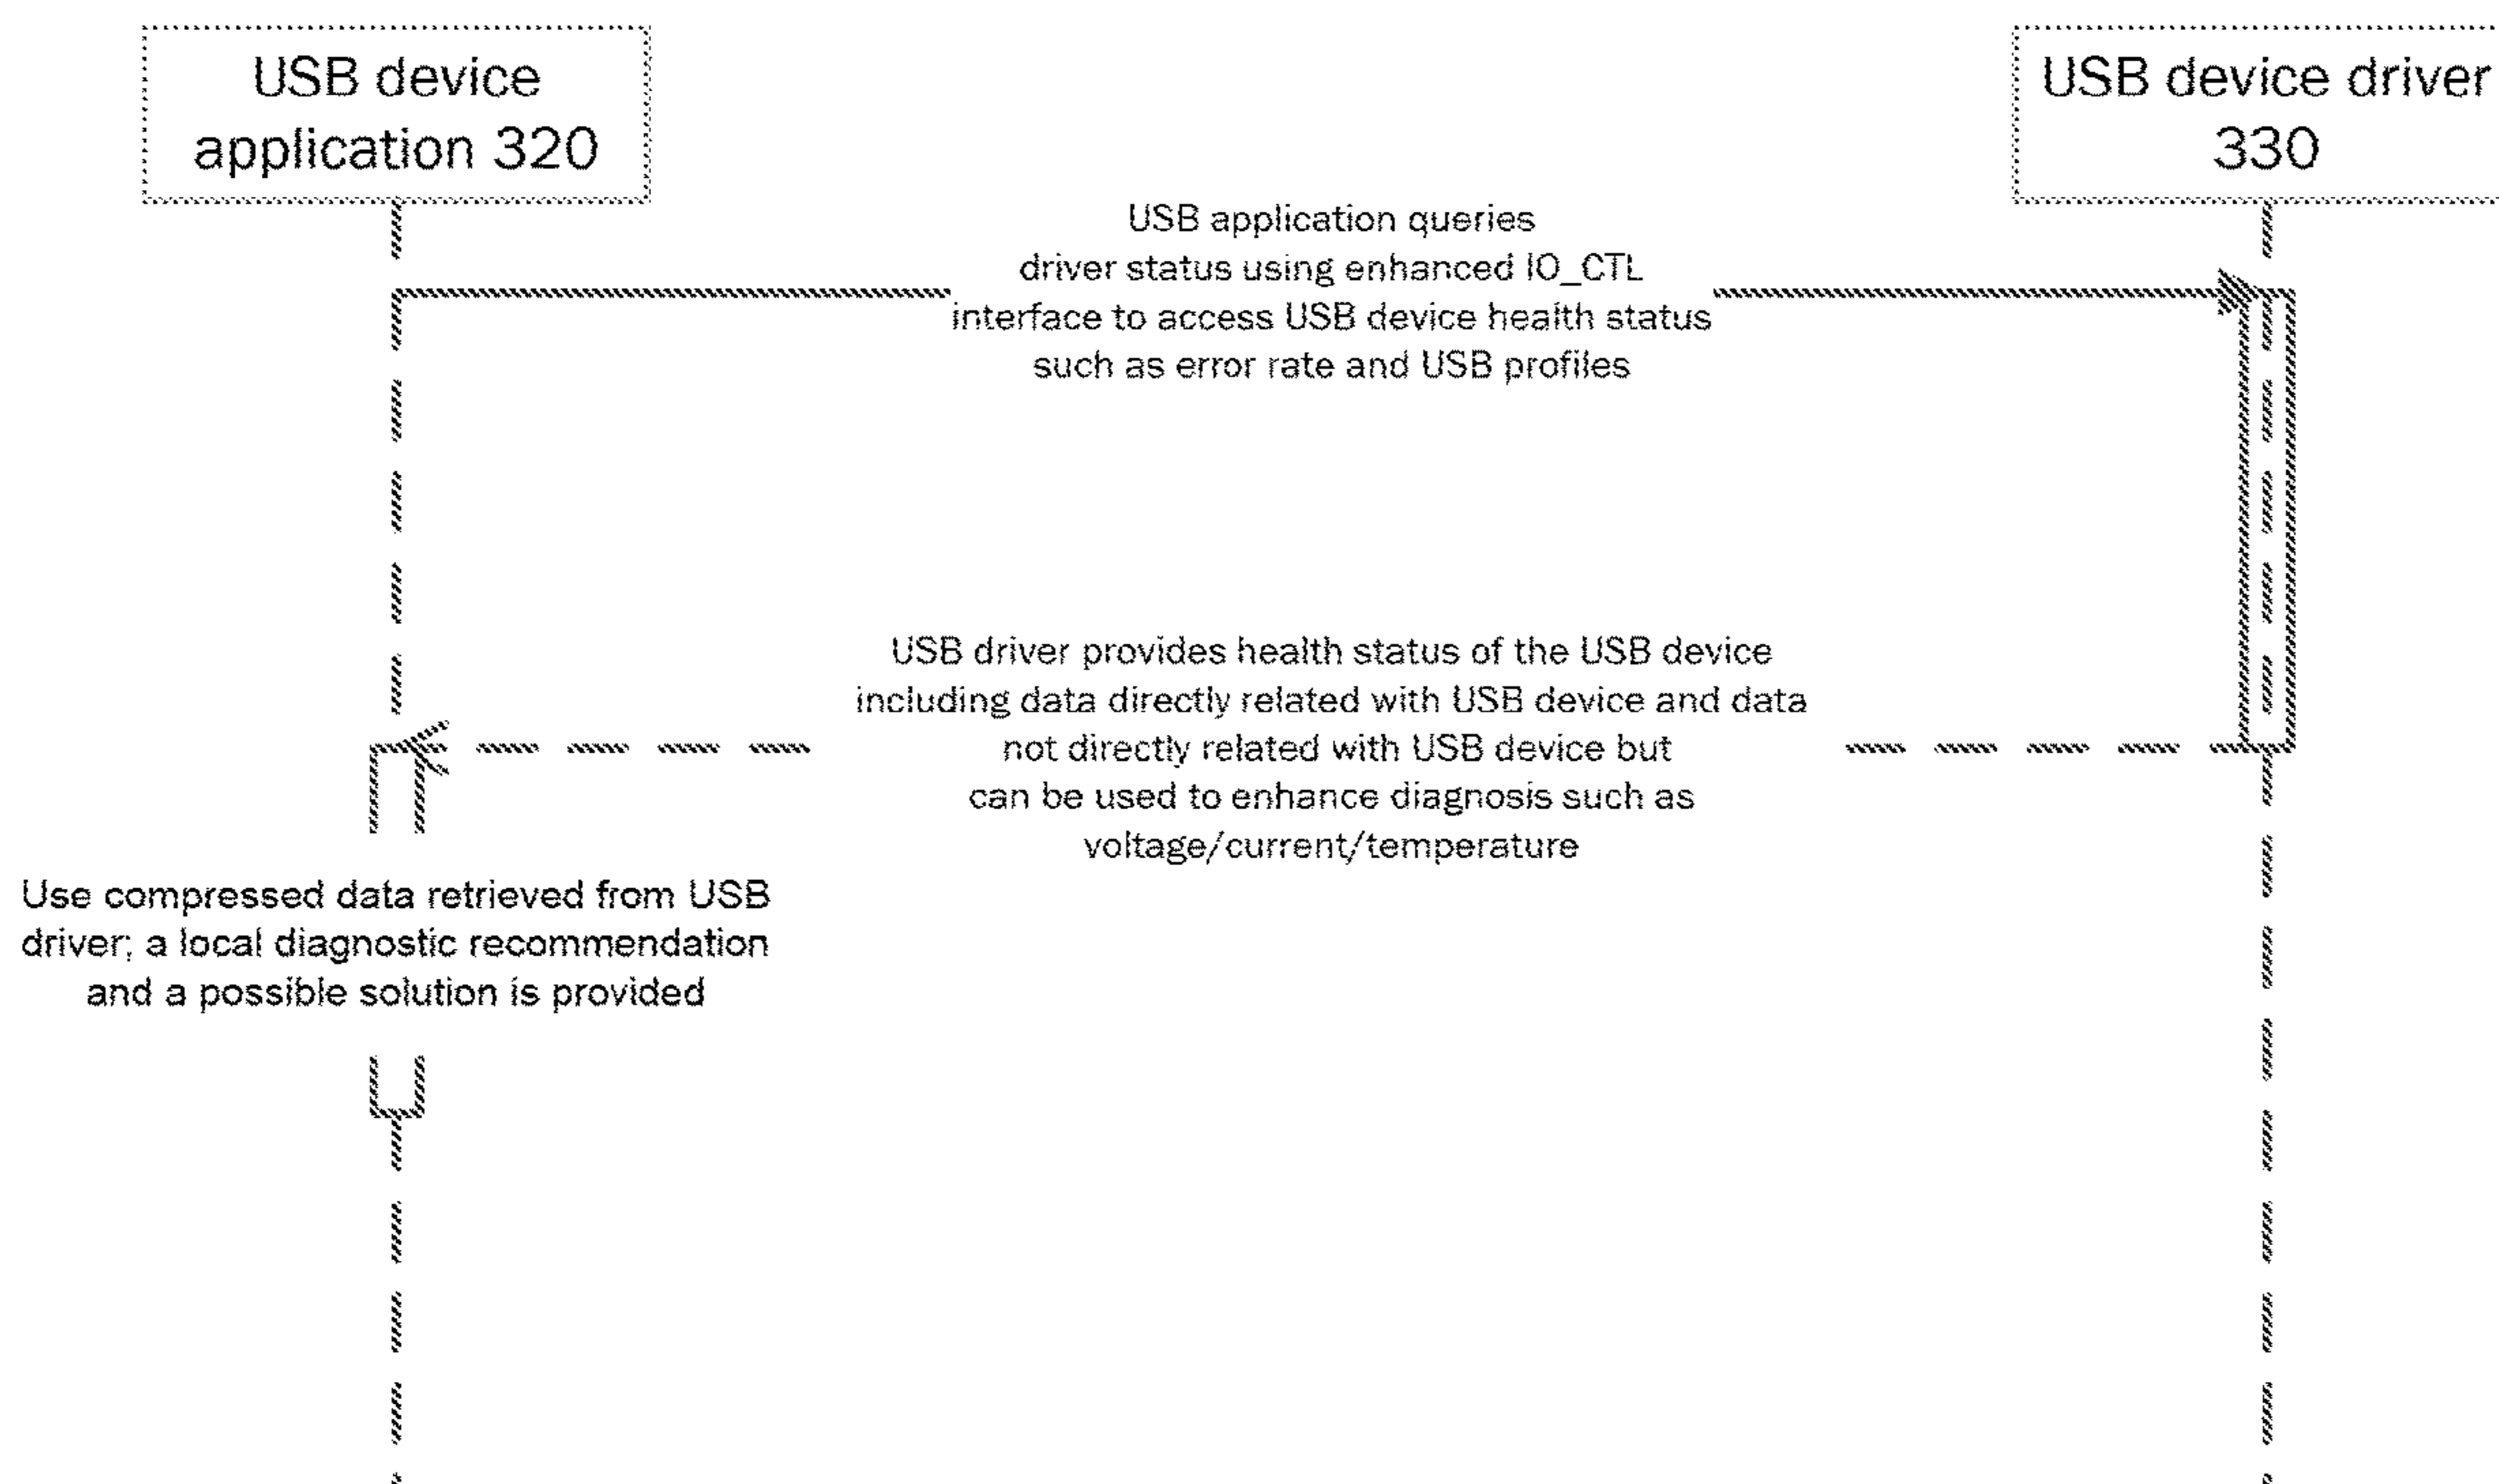 USB device
application 320
USB device driver
330
USB application queries
driver status using enhanced IO_CTL
interface to access USB device health status
such as error rate and USB profiles
USB driver provides health status of the USB device
including data directly related with USB device and data
not directly related with USB device but
can be used to enhance diagnosis such as
voltage/current/temperature
Use compressed data retrieved from USB
driver; a local diagnostic recommendation
and a possible solution is provided